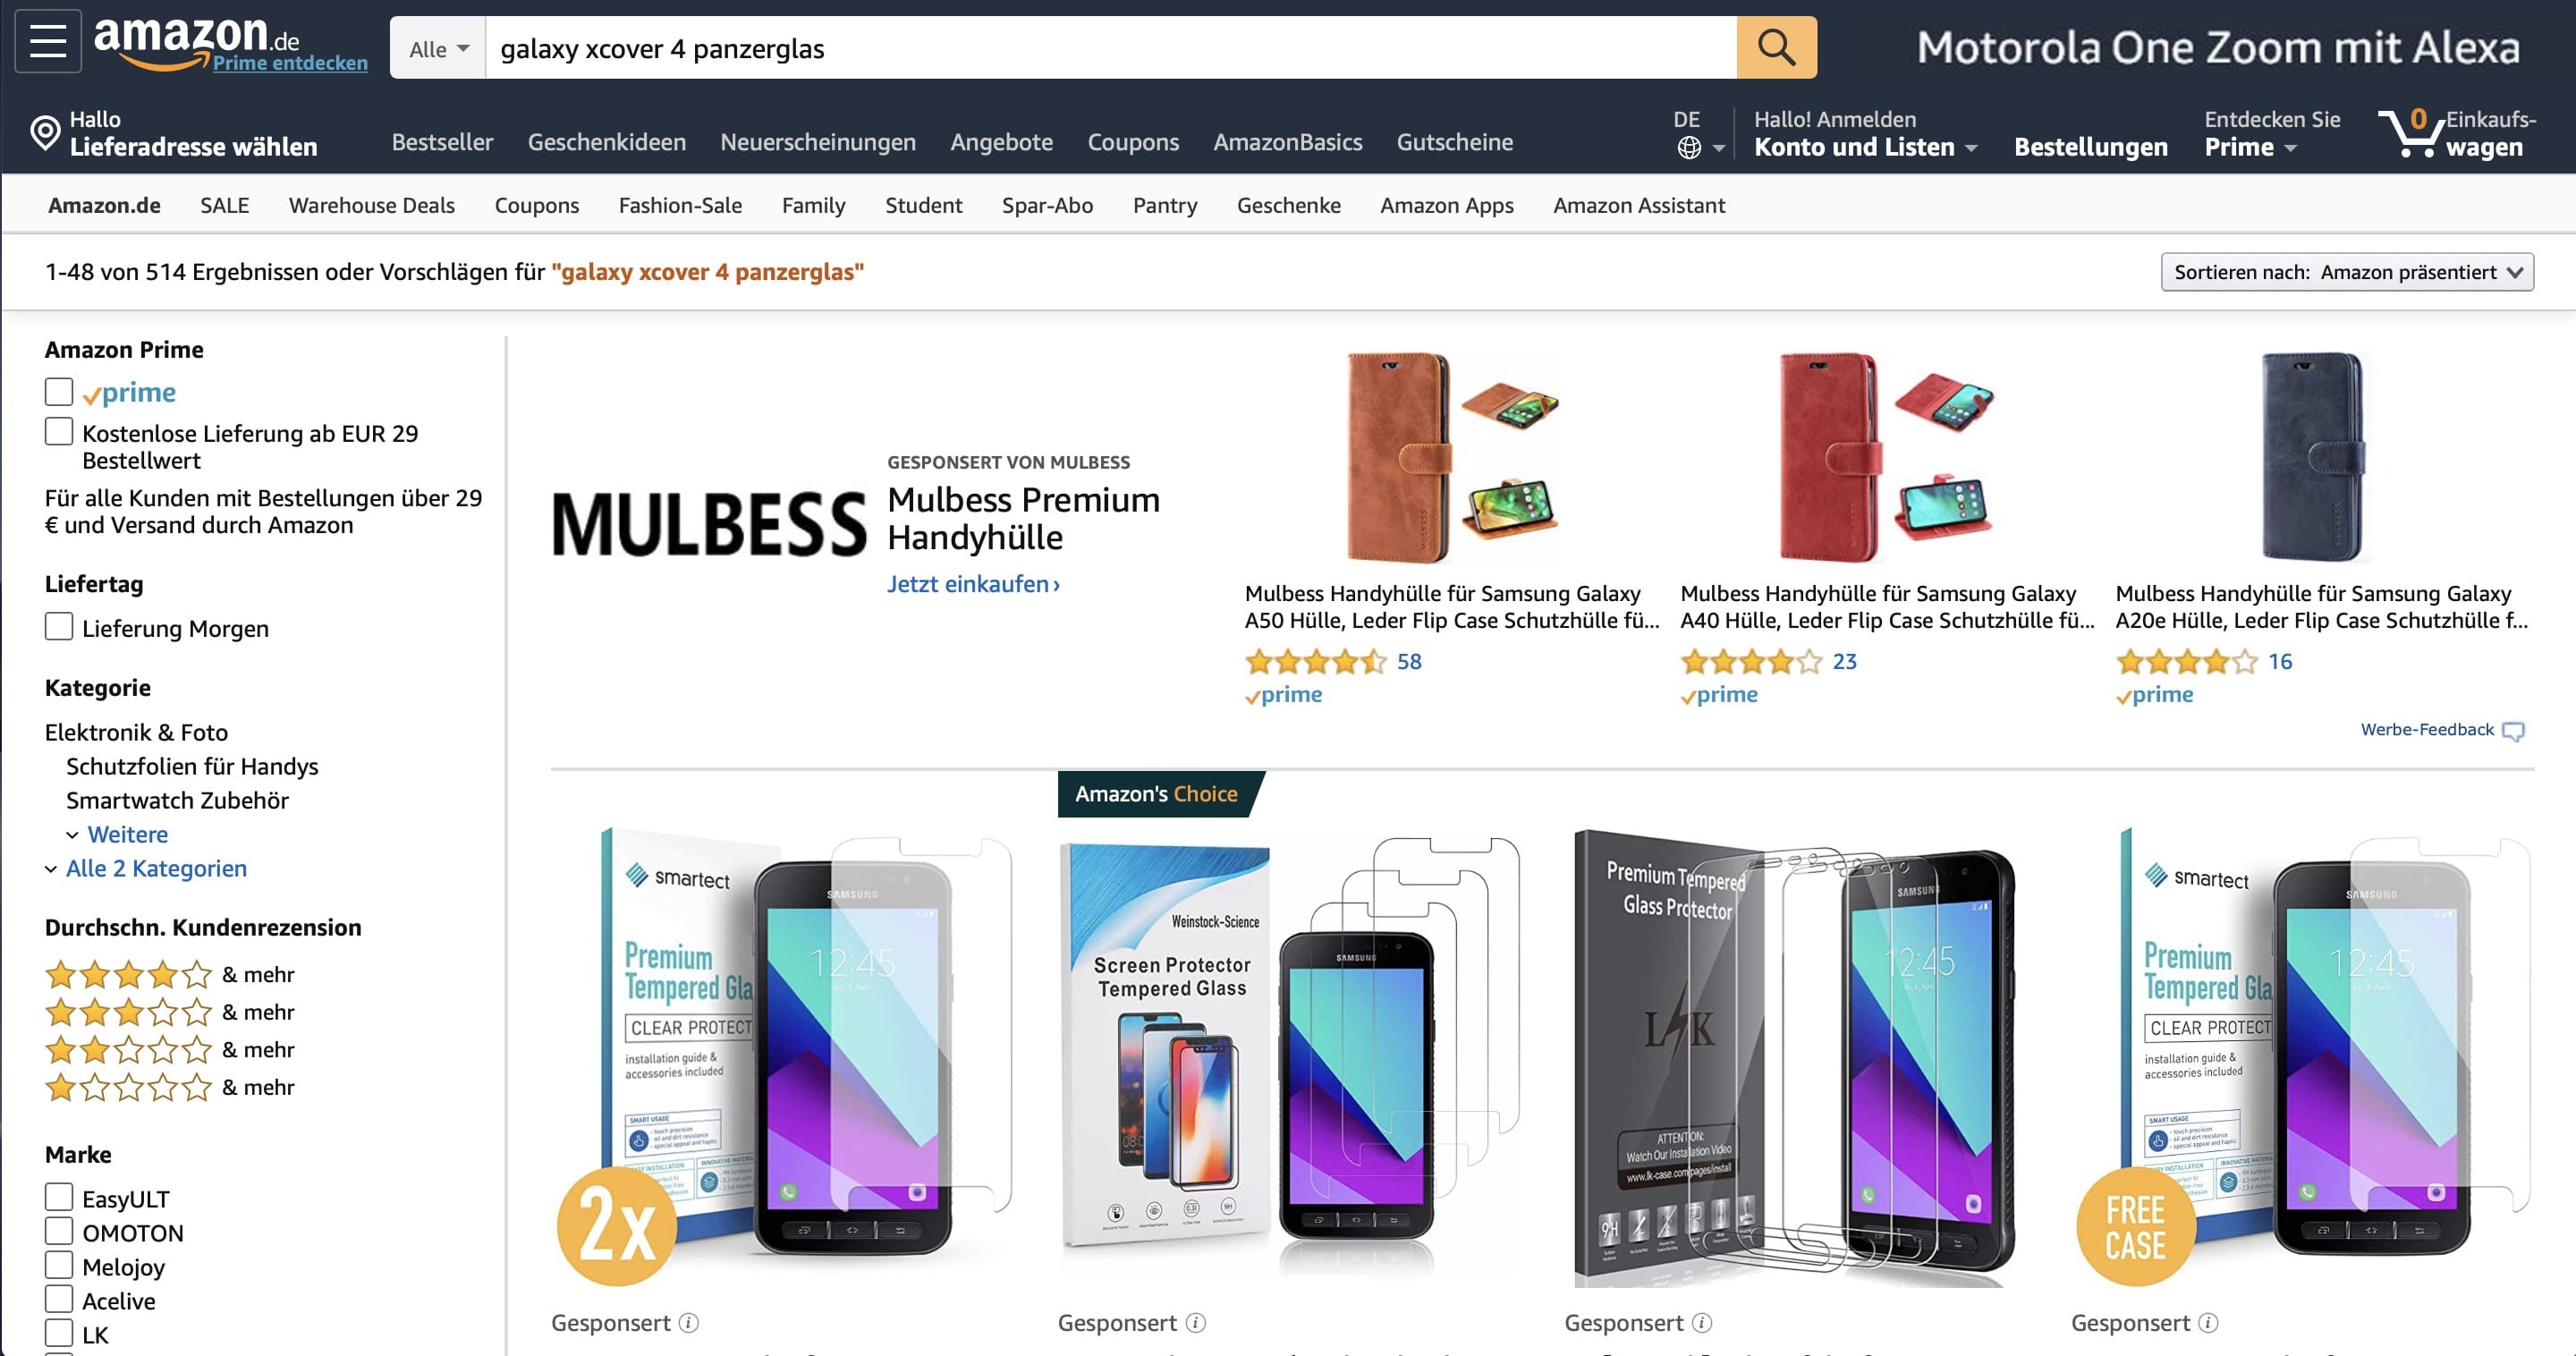 amazon.de
Prime entdecken
Alle
galaxy xcover 4 panzerglas
Motorola One Zoom mit Alexa
Hallo
Lieferadresse wählen
Bestseller Geschenkideen Neuerscheinungen Angebote Coupons AmazonBasics Gutscheine
DE
Hallo! Anmelden
Konto und Listen
Bestellungen
Entdecken Sie
Prime
0
Einkaufs-
wagen
Amazon.de SALE Warehouse Deals Coupons Fashion-Sale Family Student Spar-Abo Pantry Geschenke Amazon Apps Amazon Assistant
1-48 von 514 Ergebnissen oder Vorschlägen für "galaxy xcover 4 panzerglas"
Sortieren nach: Amazon präsentiert
Amazon Prime
prime
Kostenlose Lieferung ab EUR 29
Bestellwert
Für alle Kunden mit Bestellungen über 29
€ und Versand durch Amazon
Liefertag
Lieferung Morgen
Kategorie
Elektronik & Foto
Schutzfolien für Handys
Smartwatch Zubehör
Weitere
Alle 2 Kategorien
Durchschn. Kundenrezension
& mehr
& mehr
& mehr
& mehr
Marke
EasyULT
OMOTON
Melojoy
Acelive
LK
MULBESS
GESPONSERT VON MULBESS
Mulbess Premium
Handyhülle
Jetzt einkaufen›
Mulbess Handyhülle für Samsung Galaxy
A50 Hülle, Leder Flip Case Schutzhülle fü...
58
prime
Mulbess Handyhülle für Samsung Galaxy
A40 Hülle, Leder Flip Case Schutzhülle fü...
23
prime
Mulbess Handyhülle für Samsung Galaxy
A20e Hülle, Leder Flip Case Schutzhülle f...
16
prime
Werbe-Feedback
smartect
Premium
Tempered Gla
CLEAR PROTECT
installation guide &
accessories included
SMART USAGE
SAMSUNG
12:45
2x
Gesponsert
Amazon's Choice
Weinstock-Science
Screen Protector
Tempered Glass
SAMSUNG
Gesponsert
Premium Tempered
Glass Protector
LK
ATTENTION:
Watch Our Installation Video
www.lk-case.com/pages/install
9H
SAMSUNG
12:45
Gesponsert
smartect
Premium
Tempered Gla
CLEAR PROTECT
installation guide &
accessories included
SMART USAGE
SAMSUNG
12:45
FREE
CASE
Gesponsert